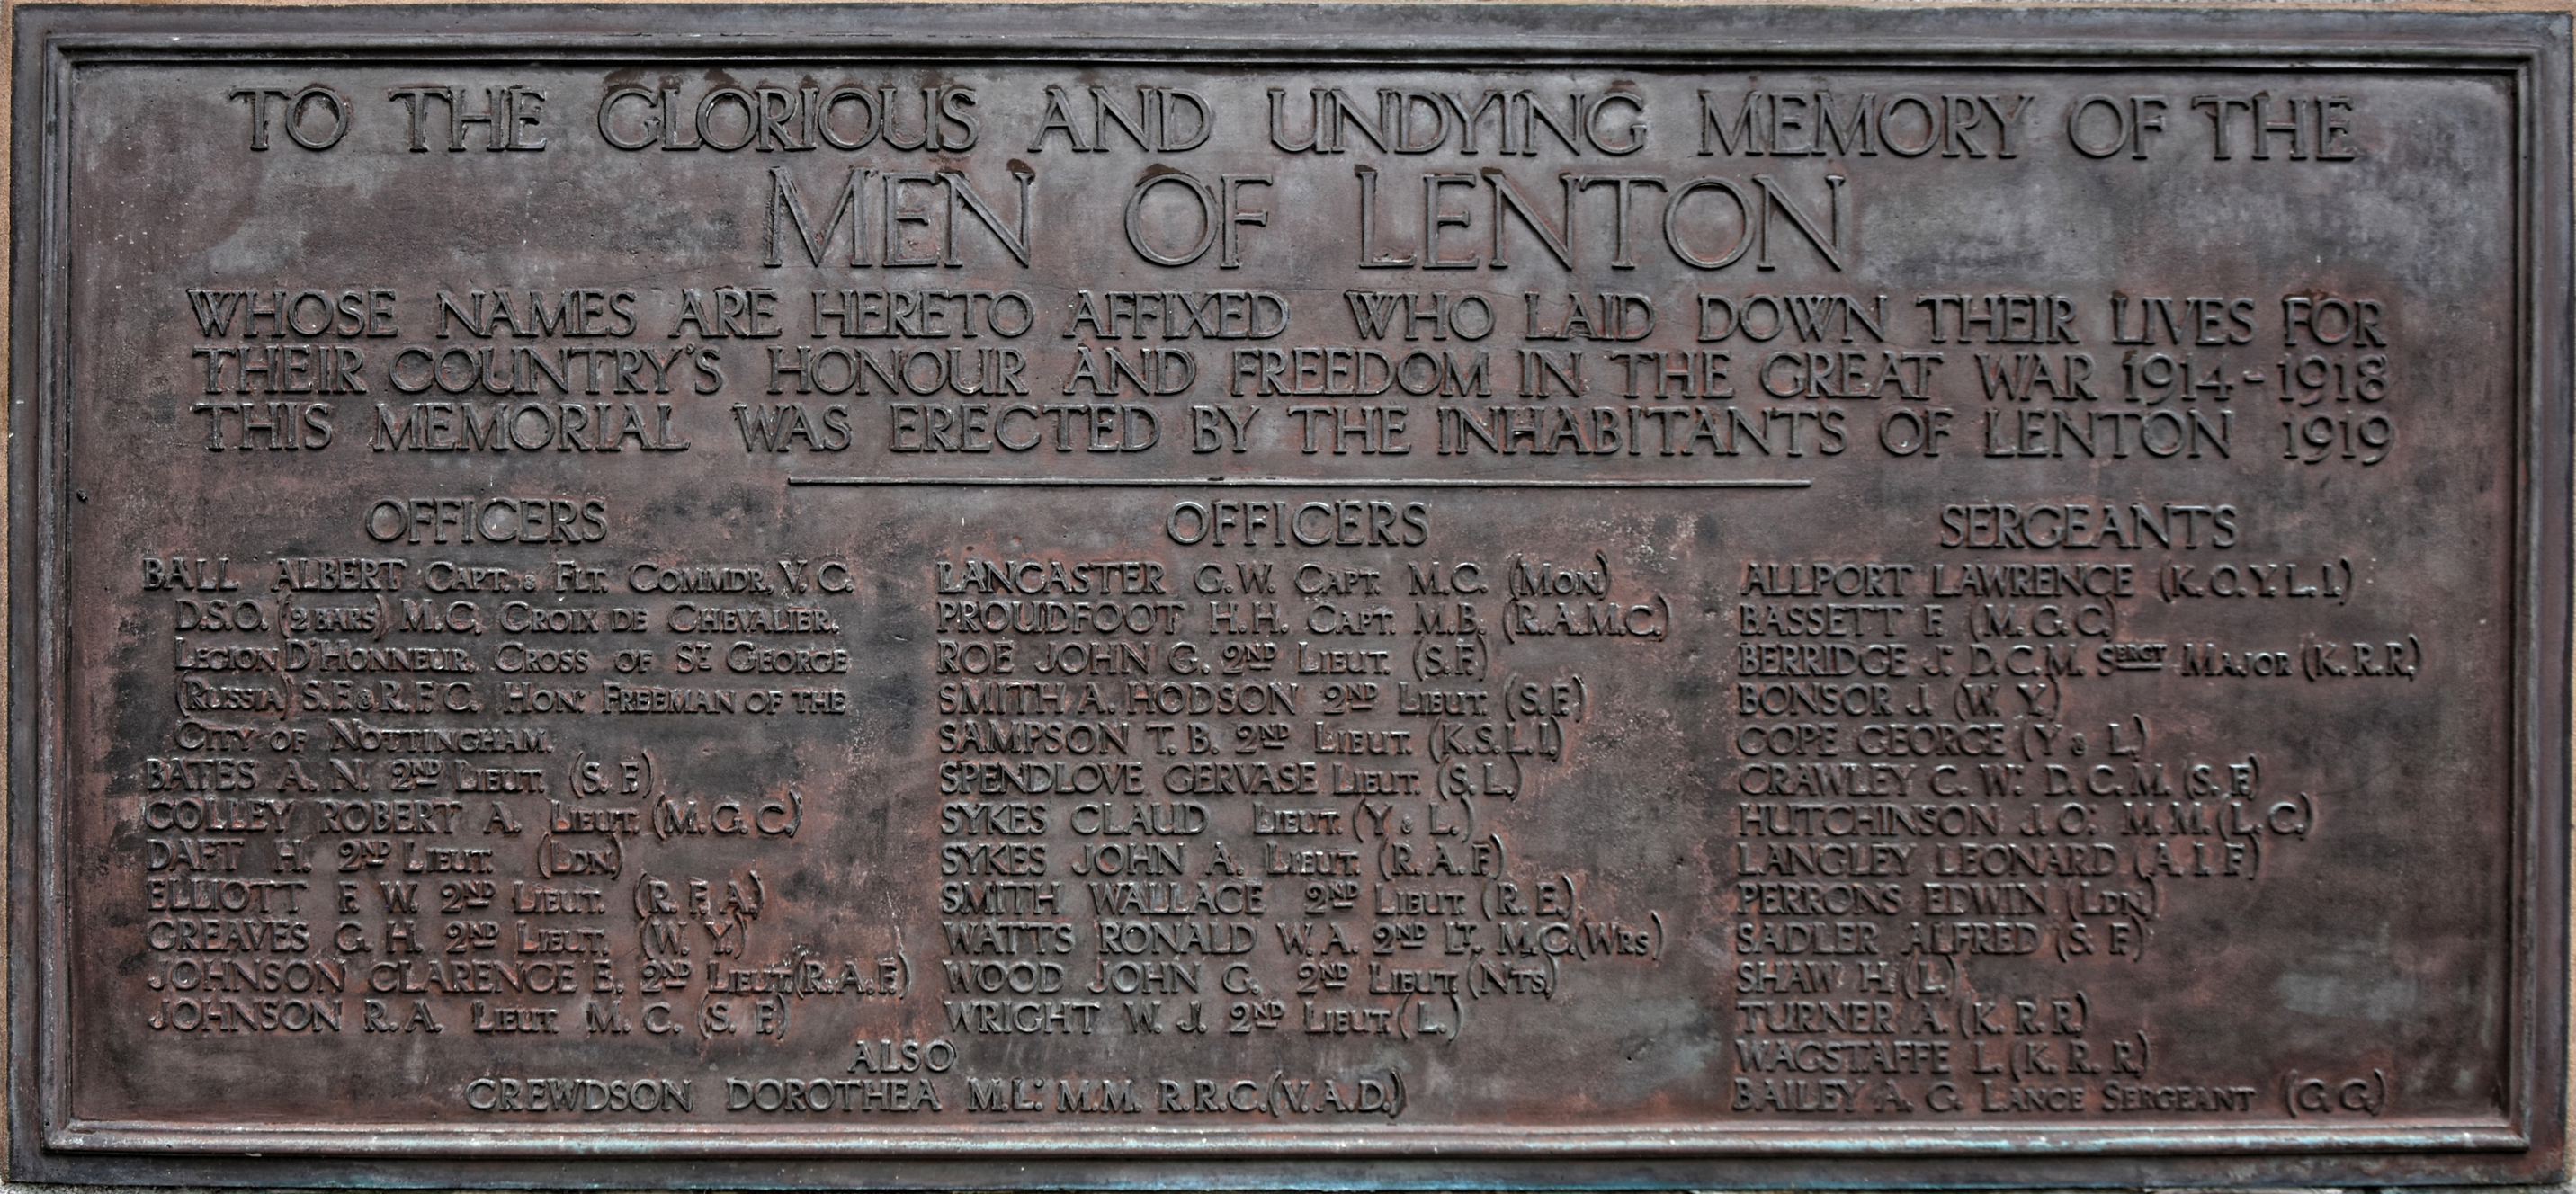 TO THE GLORIOUS AND UNDYING MEMORY OF THE
MEN OF LENTON
WHOSE NAMES ARE HERETO AFFIXED WHO LAID DOWN THEIR LIVES FOR
THEIR COUNTRY'S HONOUR AND FREEDOM IN THE GREAT WAR 1914-1918
THIS MEMORIAL WAS ERECTED BY THE INHABITANTS OF LENTON 1919
OFFICERS
BALL ALBERT CAPT. & FLT. COMMDR, V.C.
D.S.O. (2 BARS) M.C, CROIX DE CHEVALIER.
LEGION D'HONNEUR, CROSS OF ST GEORGE
(RUSSIA) S.F. & R.F.C. HON: FREEMAN OF THE
CITY OF NOTTINGHAM.
BATES A. N. 2ND LIEUT. (S. F.)
COLLEY ROBERT A. LIEUT. (M.G.C.)
DAFT H. 2ND LIEUT. (LDN.)
ELLIOTT F. W. 2ND LIEUT. (R.F.A.)
GREAVES G. H. 2ND LIEUT. (W. Y.)
JOHNSON CLARENCE E. 2ND LIEUT. (R.A.F.)
JOHNSON R.A. LIEUT. M. C. (S. F.)
OFFICERS
LANCASTER G.W. CAPT. M.C. (MON)
PROUDFOOT H.H. CAPT. M.B. (R.A.M.C.)
ROE JOHN G. 2ND LIEUT. (S.F.)
SMITH A. HODSON 2ND LIEUT. (S.F.)
SAMPSON T. B. 2ND LIEUT. (K.S.L.I.)
SPENDLOVE GERVASE LIEUT. (S.L.)
SYKES CLAUD LIEUT. (Y & L.)
SYKES JOHN A. LIEUT. (R.A.F.)
SMITH WALLACE 2ND LIEUT. (R.E.)
WATTS RONALD W.A. 2ND LT. M.C. (WRS)
WOOD JOHN G. 2ND LIEUT. (NTS)
WRIGHT W. J. 2ND LIEUT. (L.)
ALSO
CREWDSON DOROTHEA M.L: M.M. R.R.C. (V.A.D.)
SERGEANTS
ALLPORT LAWRENCE (K.O.Y.L.I.)
BASSETT F. (M.G.C.)
BERRIDGE J: D.C.M. SERGT MAJOR (K.R.R.)
BONSOR J. (W. Y.)
COPE GEORGE (Y & L.)
CRAWLEY C. W: D.C.M. (S. F.)
HUTCHINSON J.O: M.M. (L.C.)
LANGLEY LEONARD (A.I.F.)
PERRONS EDWIN (LDN)
SADLER ALFRED (S. F.)
SHAW H. (L.)
TURNER A. (K. R. R.)
WAGSTAFFE L. (K. R. R.)
BAILEY A. G. LANCE SERGEANT (G.G.)